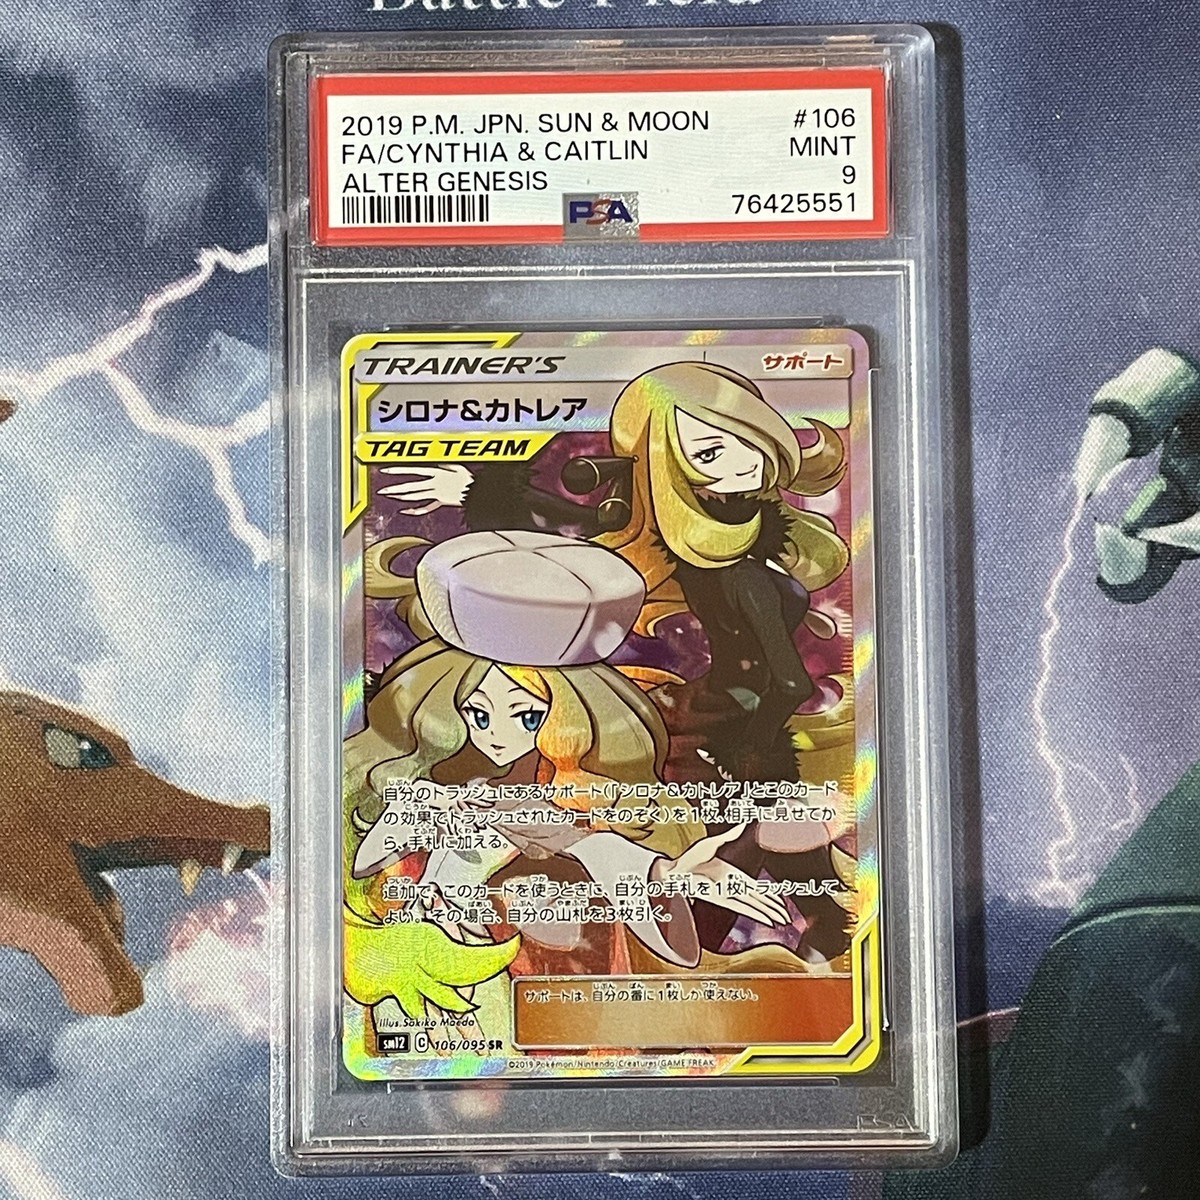 Battle Field
2019 P.M. JPN. SUN & MOON #106
FA/CYNTHIA & CAITLIN MINT
ALTER GENESIS 9
PSA 76425551
TRAINER'S サポート
シロナ&カトレア
TAG TEAM
自分のトラッシュにあるサポート(「シロナ&カトレア」とこのカード
の効果でトラッシュされたカードをのぞく)を1枚、相手に見せてか
ら、手札に加える。
追加で、このカードを使うときに、自分の手札を1枚トラッシュして
よい。その場合、自分の山札を3枚引く。
サポートは、自分の番に1枚しか使えない。
illus. Sakiko Maeda
sm12 C 106/095 SR
©2019 Pokémon/Nintendo/Creatures/GAME FREAK.
PSA